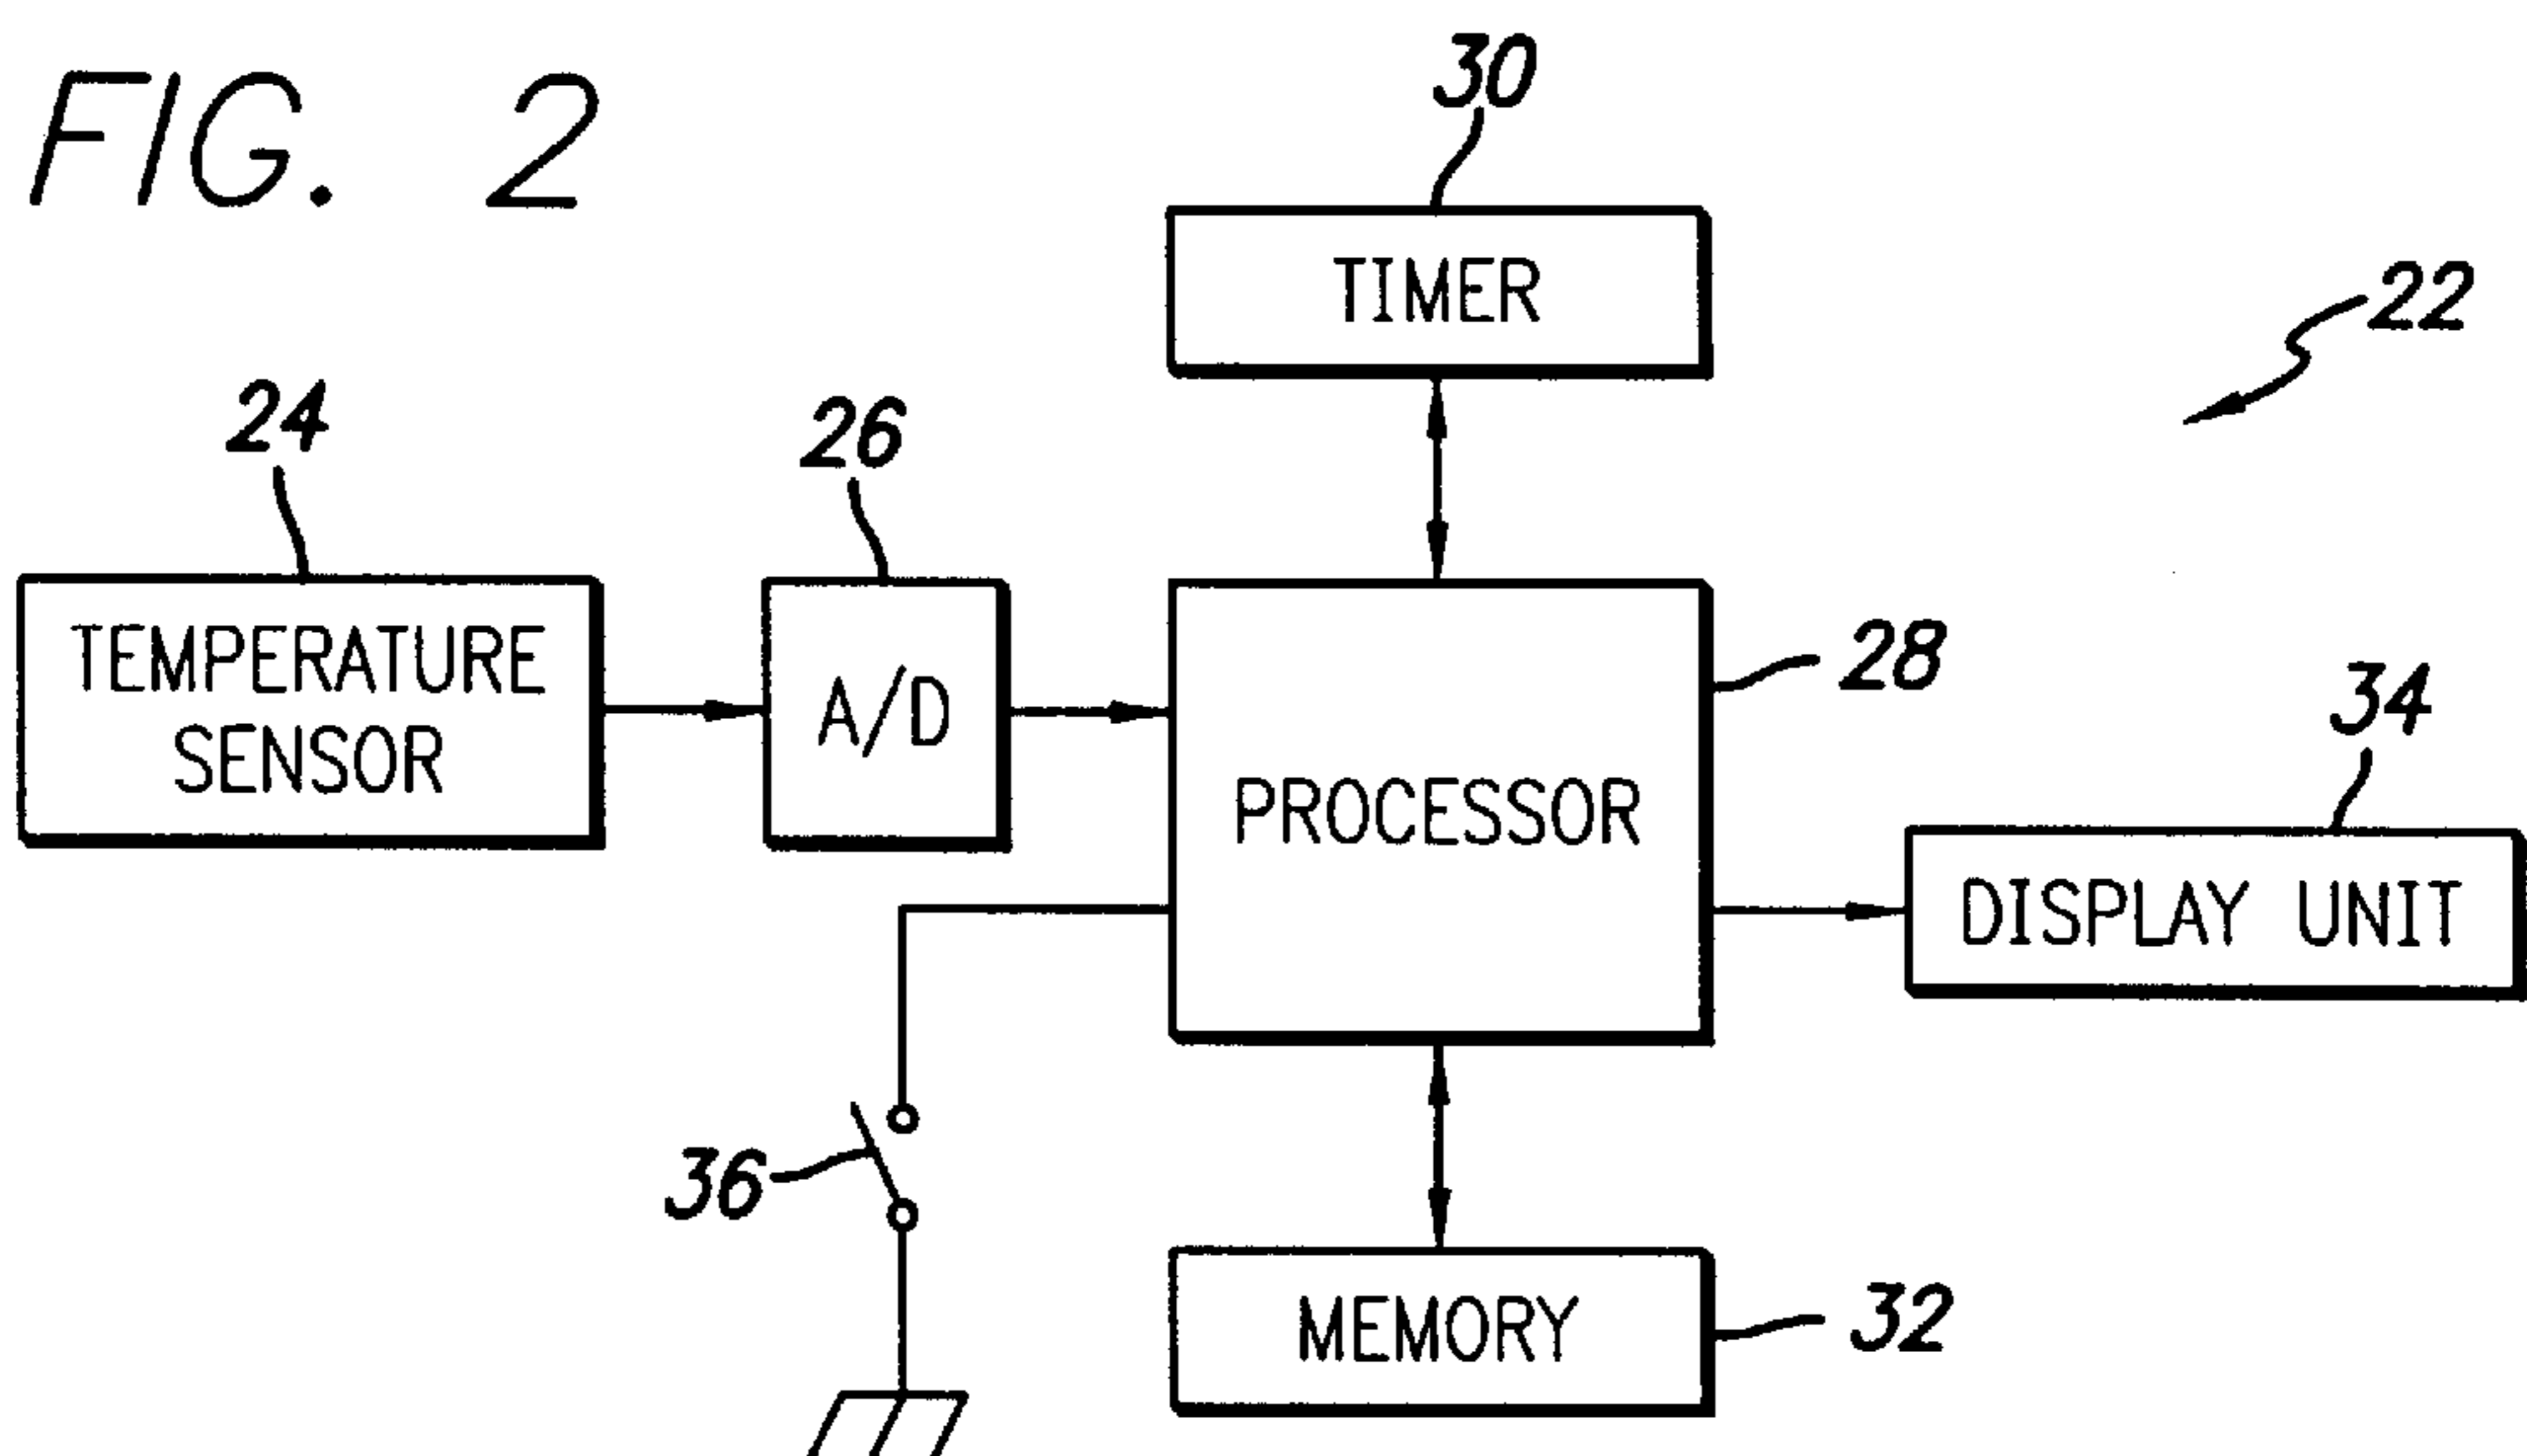 FIG. 2
30
TIMER
22
24
26
TEMPERATURE
SENSOR
A/D
28
PROCESSOR
34
DISPLAY UNIT
36
MEMORY
32